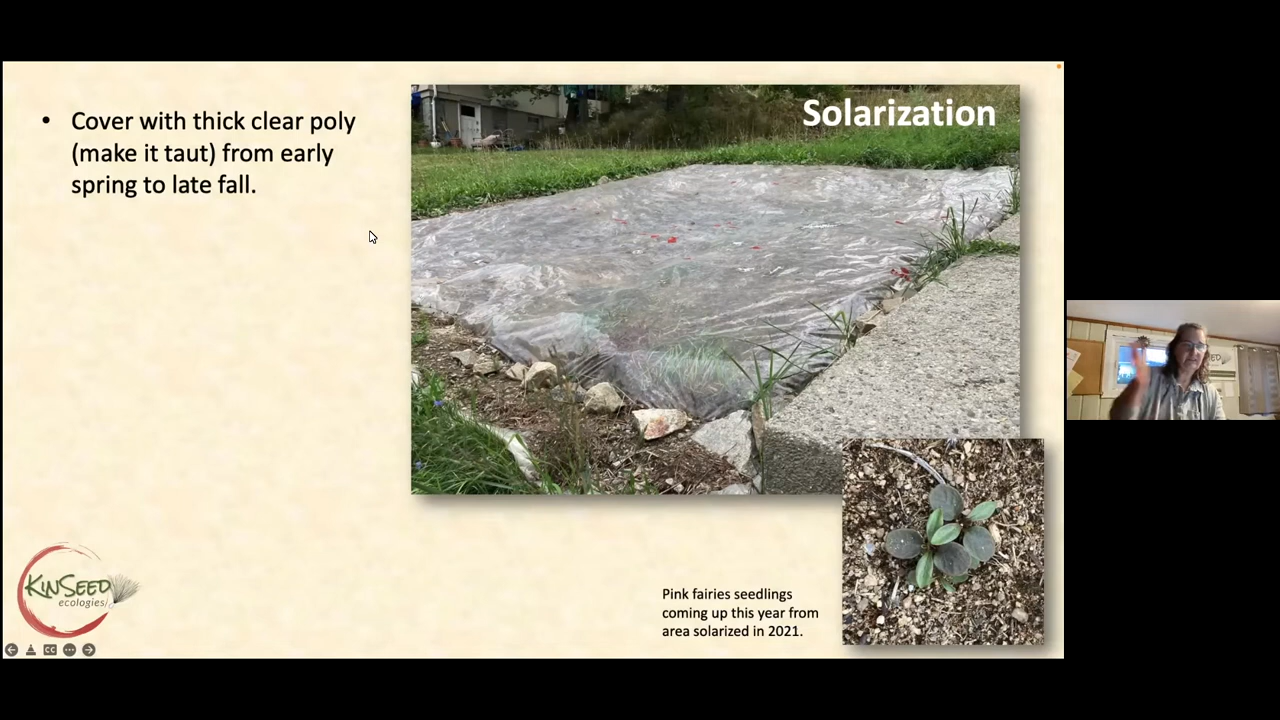 Solarization
• Cover with thick clear poly
(make it taut) from early
spring to late fall.
Pink fairies seedlings
coming up this year from
area solarized in 2021.
KINSEED
ecologies
CC